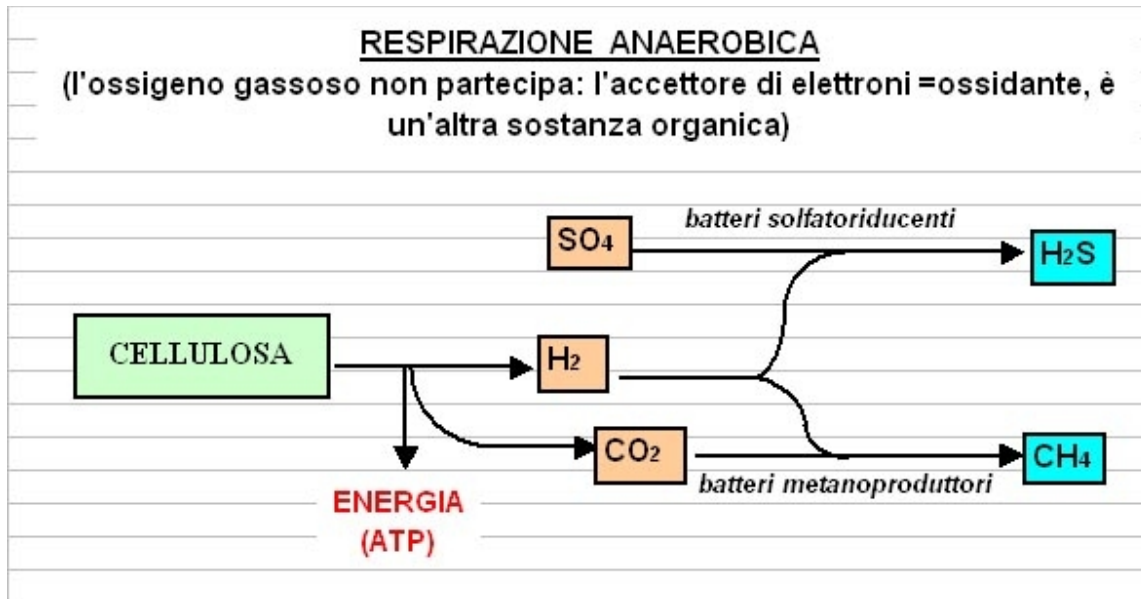 RESPIRAZIONE ANAEROBICA
(l'ossigeno gassoso non partecipa: l'accettore di elettroni =ossidante, è
un'altra sostanza organica)
batteri solfatoriducenti
SO4
H2S
CELLULOSA
H2
CO2
CH4
batteri metanoproduttori
ENERGIA
(ATP)